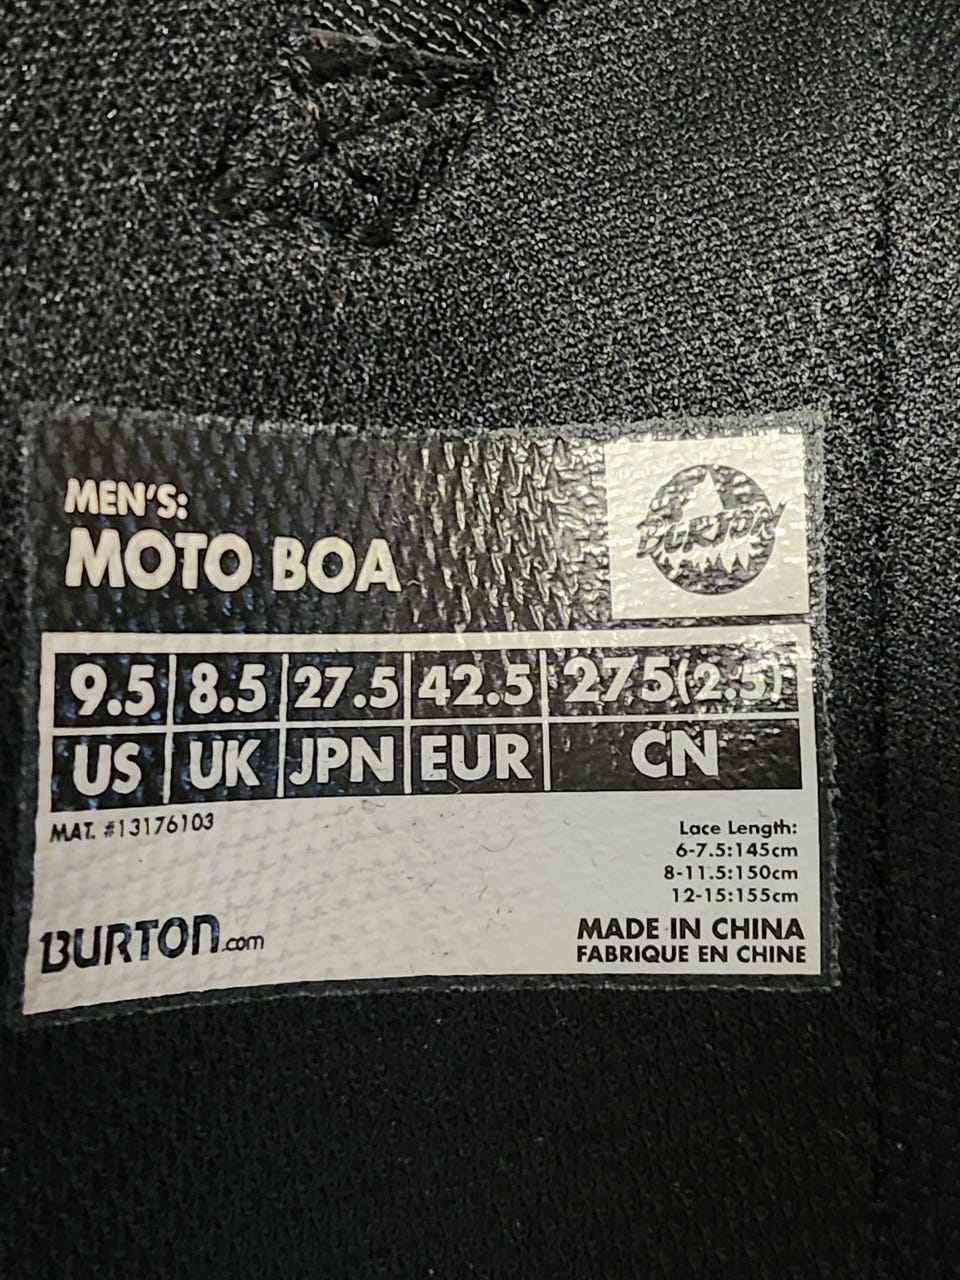 MEN'S:
MOTO BOA
BURTON
9.5 8.5 27.5 42.5 275(2.5)
US UK JPN EUR CN
MAT. #13176103
Lace Length:
6-7.5:145cm
8-11.5:150cm
12-15:155cm
BURTON.com
MADE IN CHINA
FABRIQUE EN CHINE